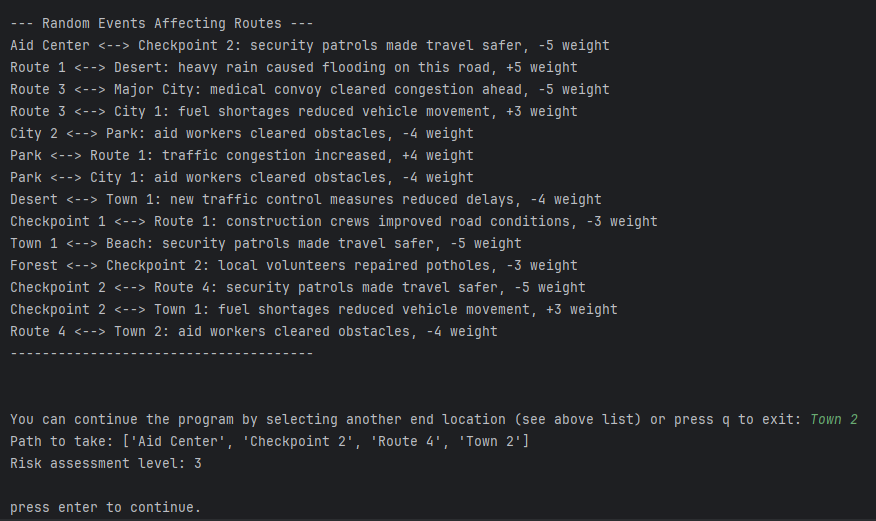 --- Random Events Affecting Routes ---
Aid Center <--> Checkpoint 2: security patrols made travel safer, -5 weight
Route 1 <--> Desert: heavy rain caused flooding on this road, +5 weight
Route 3 <--> Major City: medical convoy cleared congestion ahead, -5 weight
Route 3 <--> City 1: fuel shortages reduced vehicle movement, +3 weight
City 2 <--> Park: aid workers cleared obstacles, -4 weight
Park <--> Route 1: traffic congestion increased, +4 weight
Park <--> City 1: aid workers cleared obstacles, -4 weight
Desert <--> Town 1: new traffic control measures reduced delays, -4 weight
Checkpoint 1 <--> Route 1: construction crews improved road conditions, -3 weight
Town 1 <--> Beach: security patrols made travel safer, -5 weight
Forest <--> Checkpoint 2: local volunteers repaired potholes, -3 weight
Checkpoint 2 <--> Route 4: security patrols made travel safer, -5 weight
Checkpoint 2 <--> Town 1: fuel shortages reduced vehicle movement, +3 weight
Route 4 <--> Town 2: aid workers cleared obstacles, -4 weight
--------------------------------------
You can continue the program by selecting another end location (see above list) or press q to exit: Town 2
Path to take: ['Aid Center', 'Checkpoint 2', 'Route 4', 'Town 2']
Risk assessment level: 3
press enter to continue.